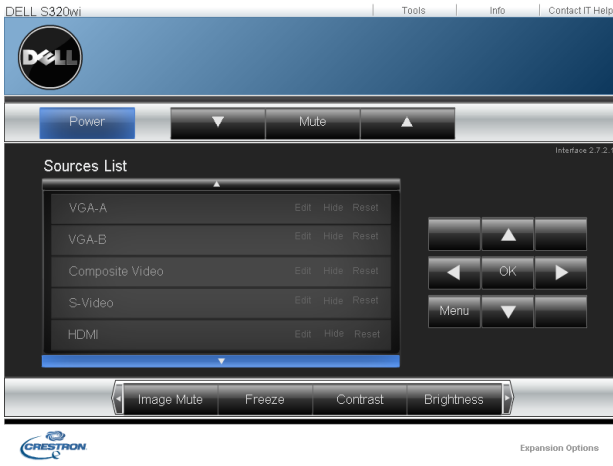 DELL S320wi
Tools
Info
Contact IT Help
DELL
Power
Mute
Interface 2.7.2.1
Sources List
VGA-A Edit Hide Reset
VGA-B Edit Hide Reset
Composite Video Edit Hide Reset
S-Video Edit Hide Reset
HDMI Edit Hide Reset
OK
Menu
Image Mute
Freeze
Contrast
Brightness
CRESTRON
Expansion Options